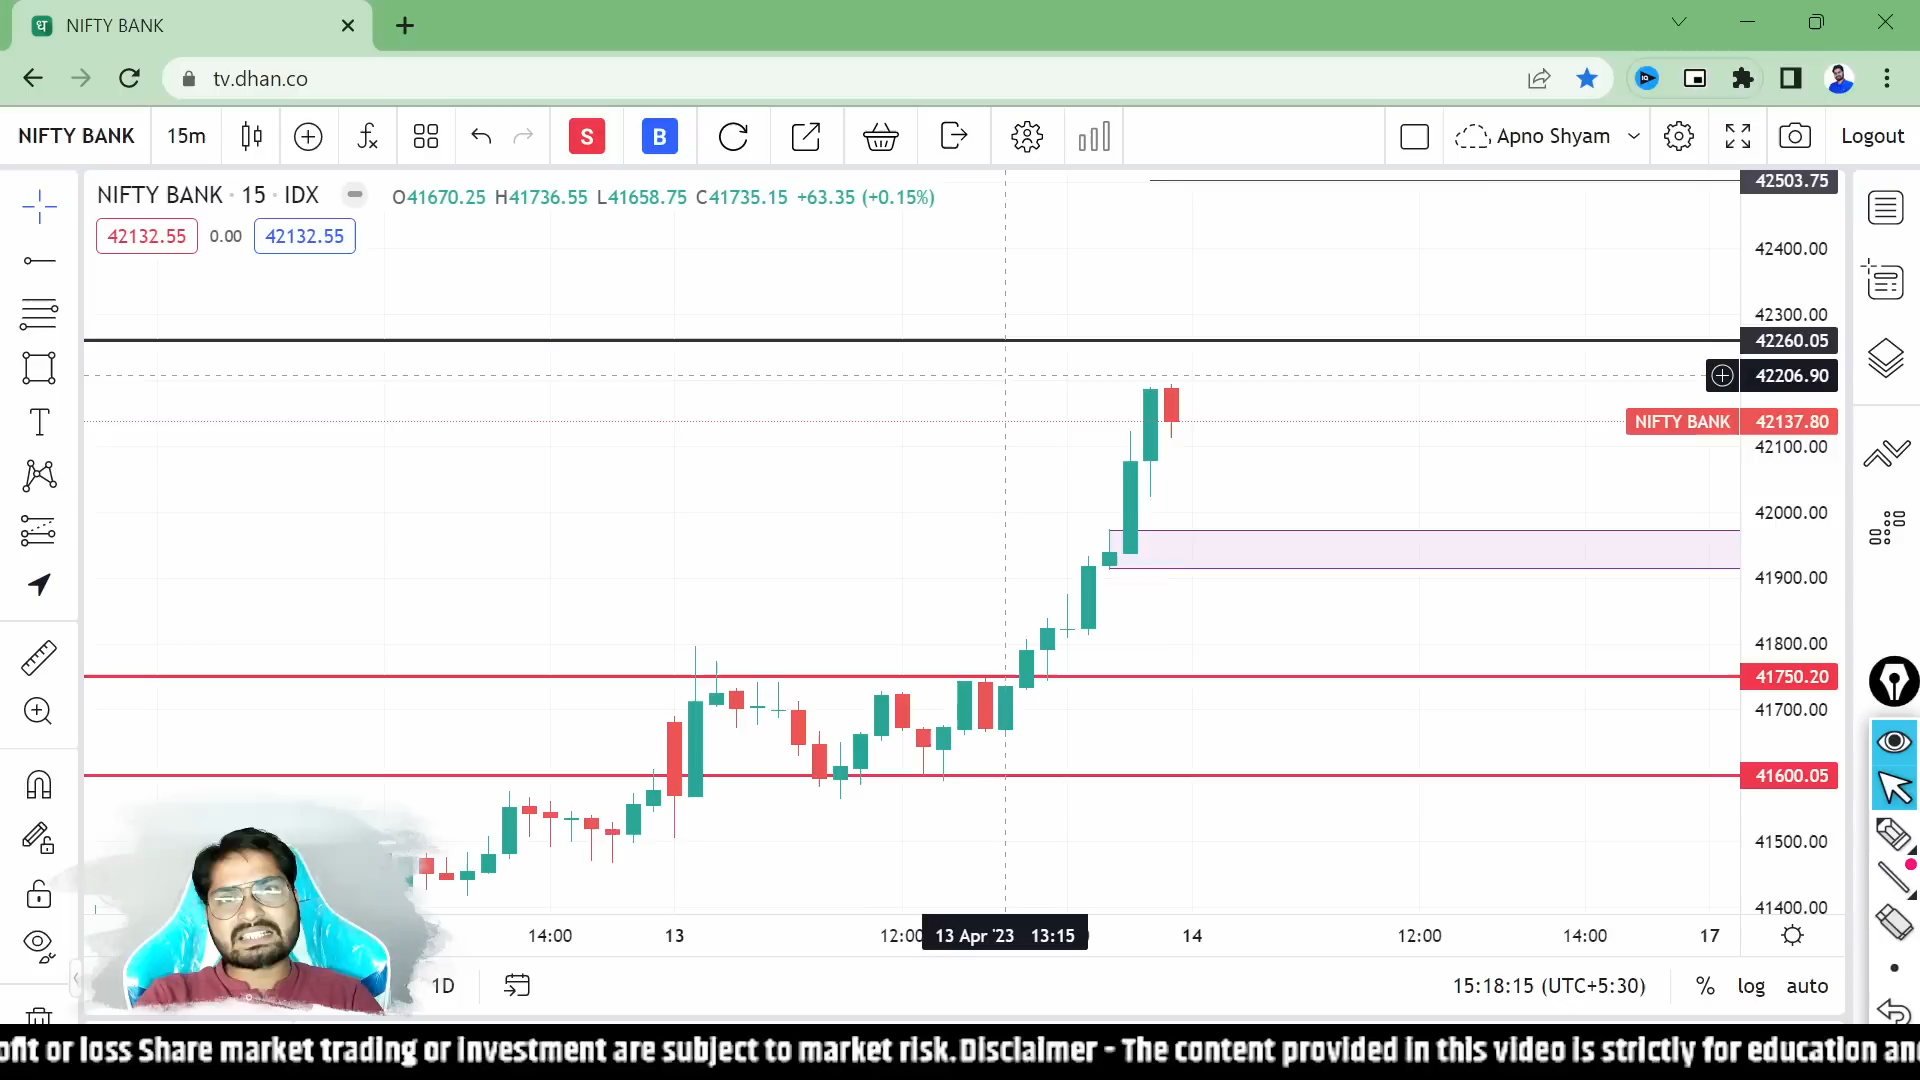 NIFTY BANK
tv.dhan.co
NIFTY BANK 15m S B Apno Shyam Logout
NIFTY BANK · 15 · IDX O41670.25 H41736.55 L41658.75 C41735.15 +63.35 (+0.15%)
42132.55 0.00 42132.55
42503.75
42400.00
42300.00
42260.05
42206.90
NIFTY BANK 42137.80
42100.00
42000.00
41900.00
41800.00
41750.20
41700.00
41600.05
41500.00
41400.00
14:00 13 12:00 13 Apr '23 13:15 14 12:00 14:00 17
1D 15:18:15 (UTC+5:30) % log auto
ofit or loss Share market trading or investment are subject to market risk. Disclaimer - The content provided in this video is strictly for education an